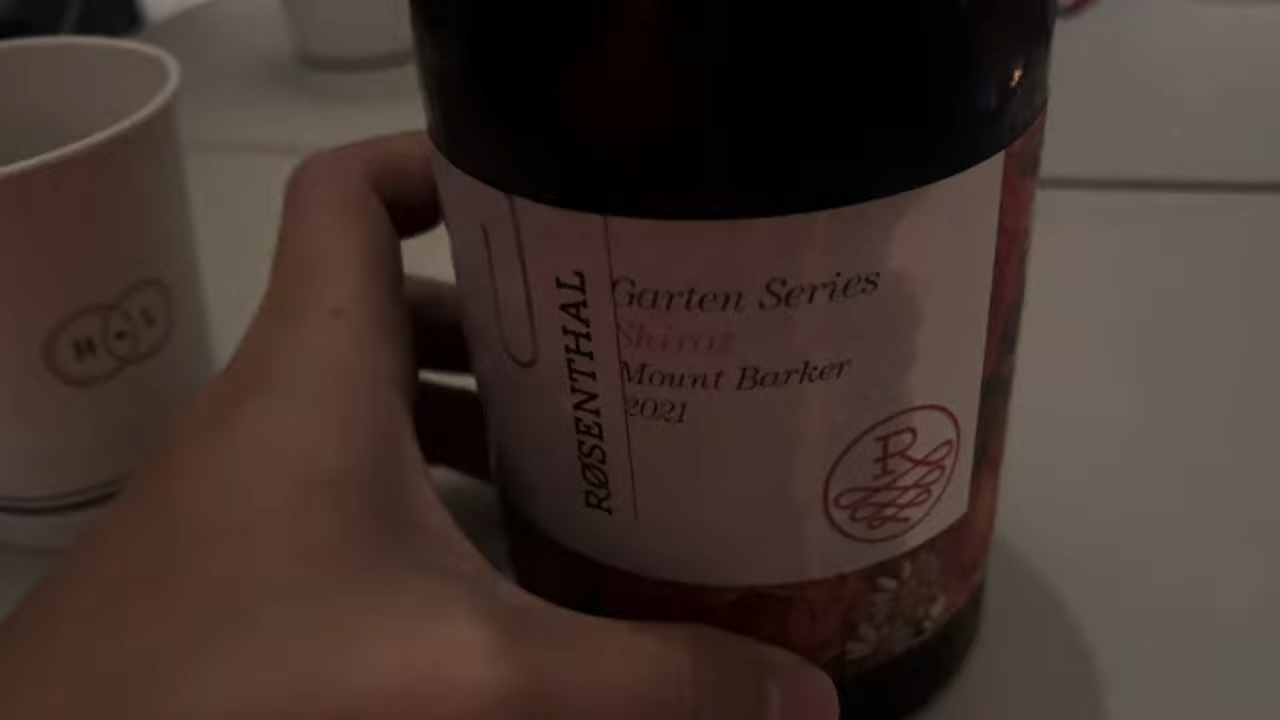 RØSENTHAL
Garten Series
Shiraz
Mount Barker
2021
R